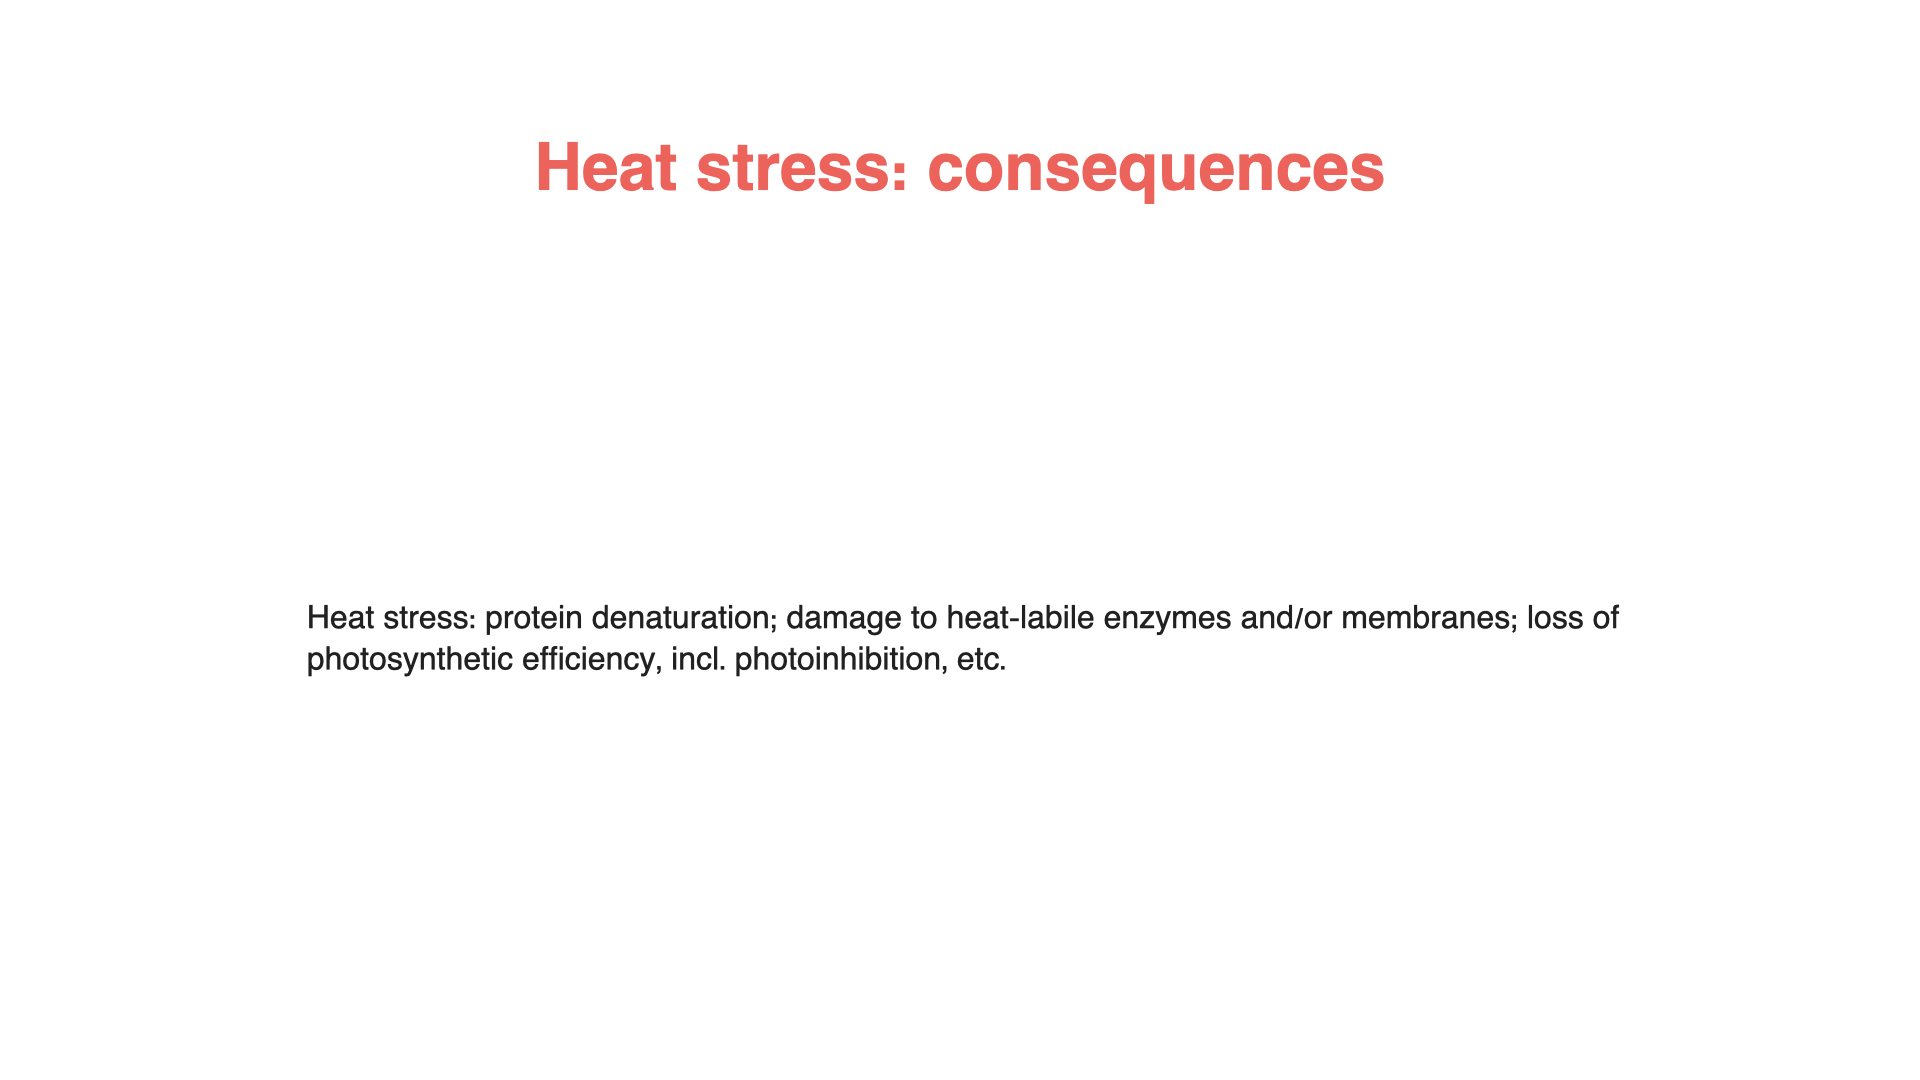 Heat stress: consequences
Heat stress: protein denaturation; damage to heat-labile enzymes and/or membranes; loss of
photosynthetic efficiency, incl. photoinhibition, etc.